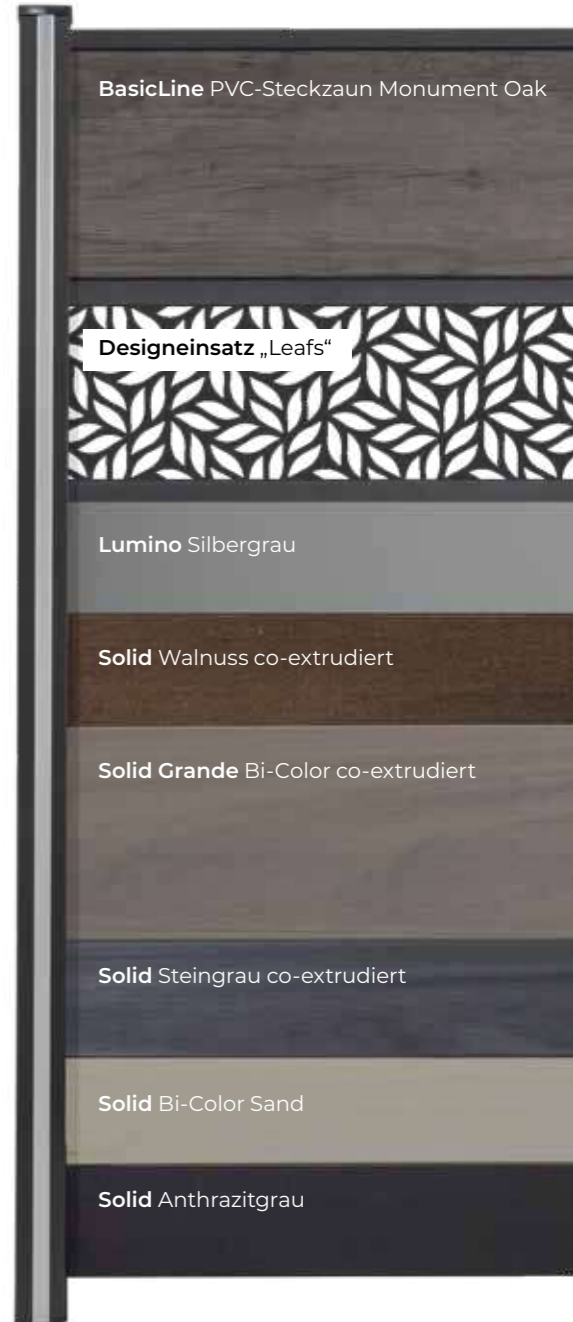 BasicLine PVC-Steckzaun Monument Oak
Designeinsatz „Leafs“
Lumino Silbergrau
Solid Walnuss co-extrudiert
Solid Grande Bi-Color co-extrudiert
Solid Steingrau co-extrudiert
Solid Bi-Color Sand
Solid Anthrazitgrau